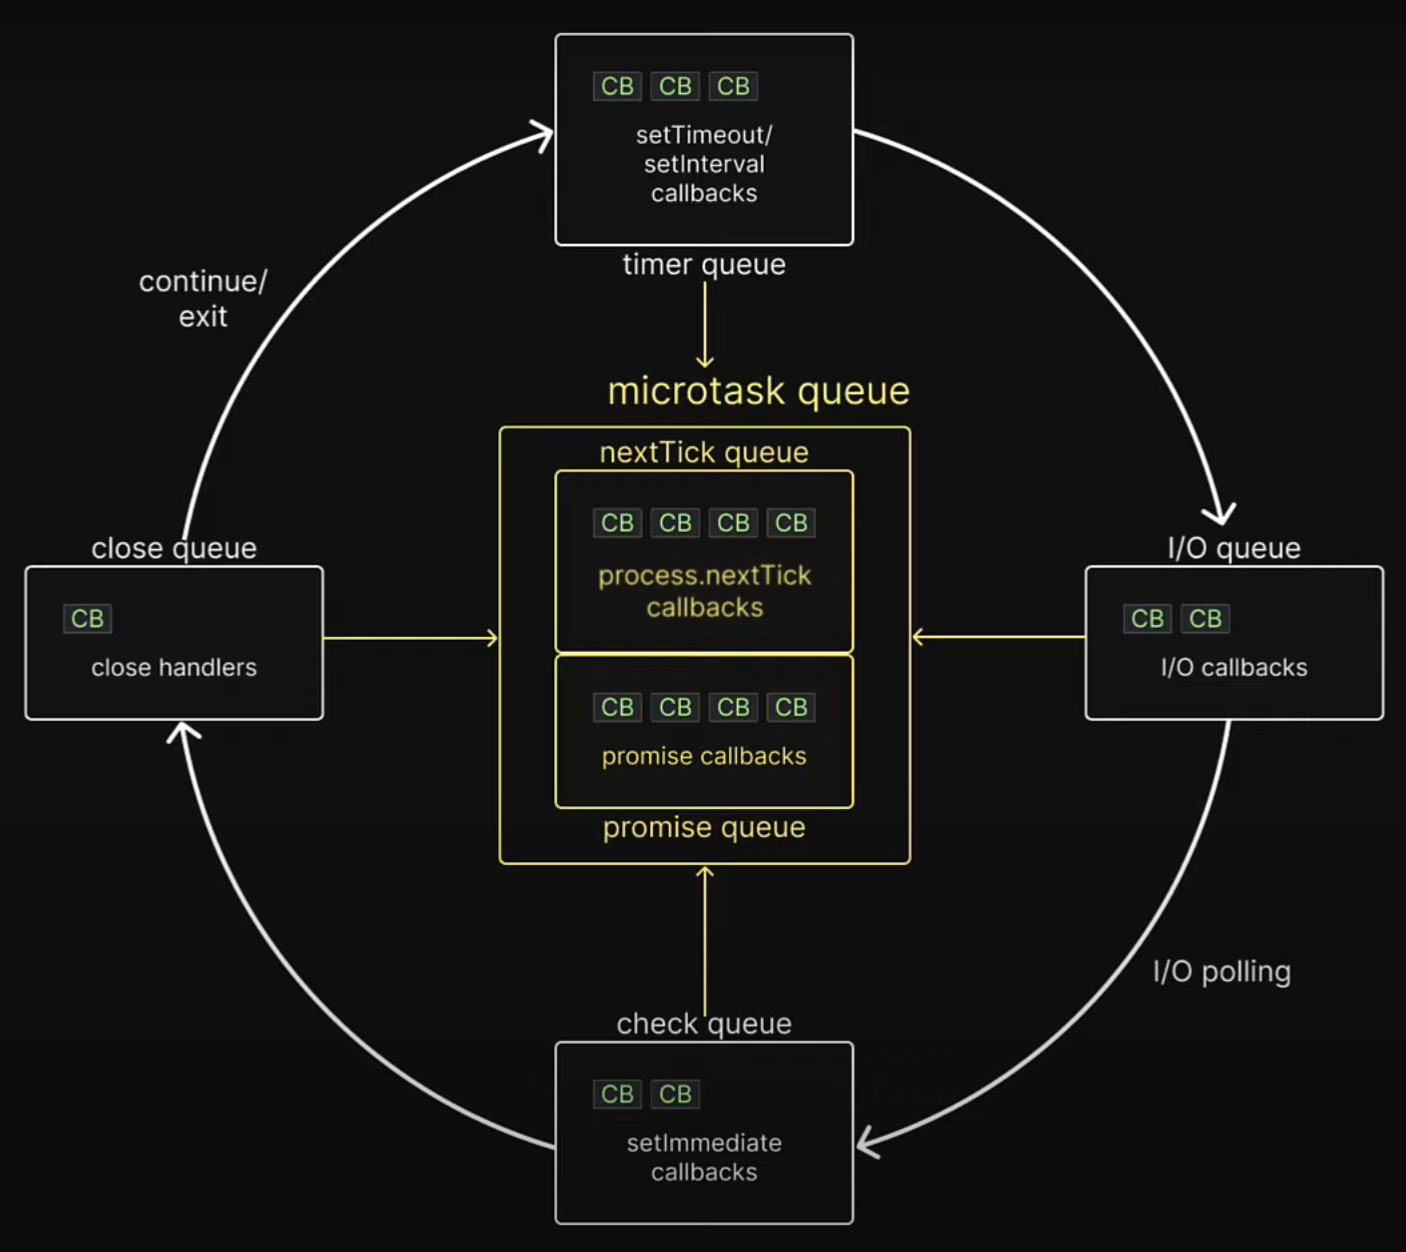 CB CB CB
setTimeout/
setInterval
callbacks
timer queue
continue/
exit
microtask queue
nextTick queue
CB CB CB CB
process.nextTick
callbacks
close queue
CB
close handlers
I/O queue
CB CB
I/O callbacks
CB CB CB CB
promise callbacks
promise queue
I/O polling
check queue
CB CB
setImmediate
callbacks